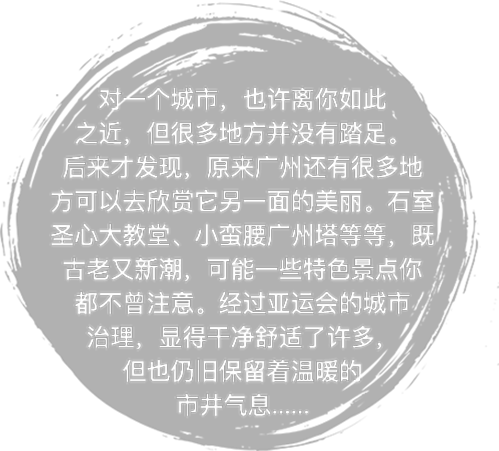 对一个城市，也许离你如此
之近，但很多地方并没有踏足。
后来才发现，原来广州还有很多地
方可以去欣赏它另一面的美丽。石室
圣心大教堂、小蛮腰广州塔等等，既
古老又新潮，可能一些特色景点你
都不曾注意。经过亚运会的城市
治理，显得干净舒适了许多，
但也仍旧保留着温暖的
市井气息......